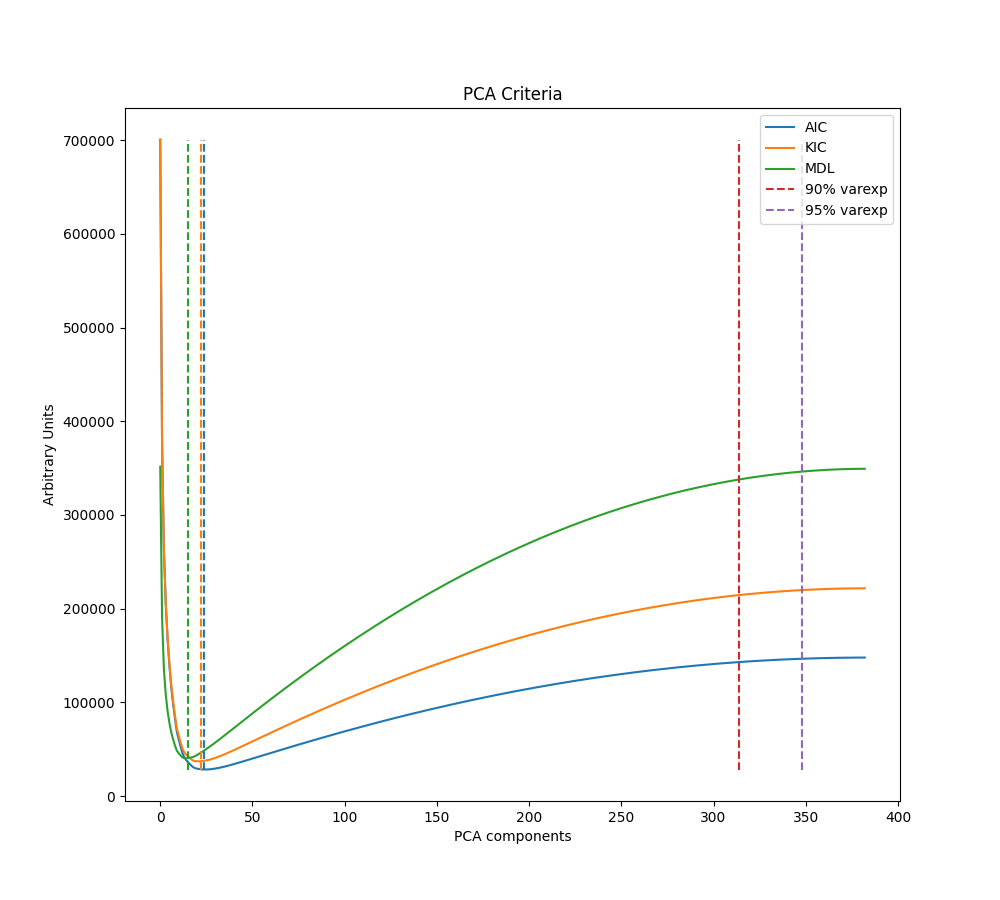 PCA Criteria
AIC
KIC
MDL
90% varexp
95% varexp
700000
600000
500000
400000
300000
200000
100000
0
Arbitrary Units
0 50 100 150 200 250 300 350 400
PCA components